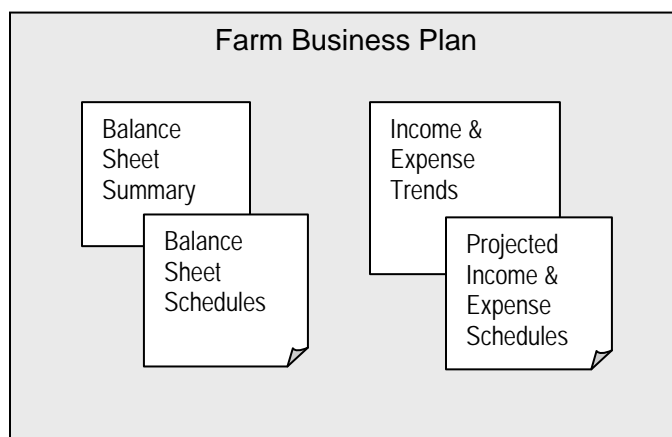 Farm Business Plan
Balance
Sheet
Summary
Balance
Sheet
Schedules
Income &
Expense
Trends
Projected
Income &
Expense
Schedules